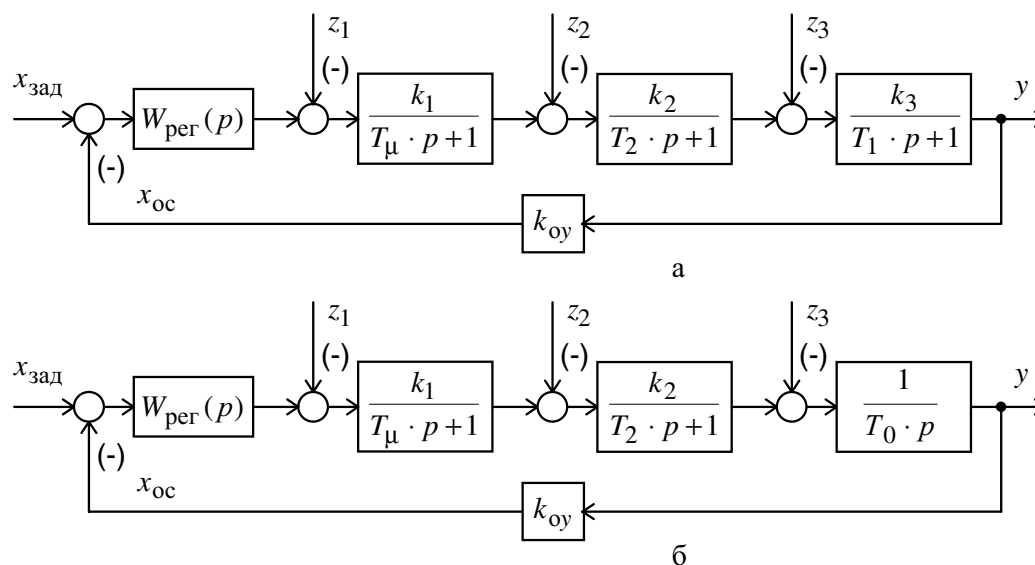 z₁ z₂ z₃
(-) (-) (-)
x_зад W_рег(p) k₁ / (T_μ · p + 1) k₂ / (T₂ · p + 1) k₃ / (T₁ · p + 1) y
(-)
x_ос k_оу
а
z₁ z₂ z₃
(-) (-) (-)
x_зад W_рег(p) k₁ / (T_μ · p + 1) k₂ / (T₂ · p + 1) 1 / (T₀ · p) y
(-)
x_ос k_оу
б